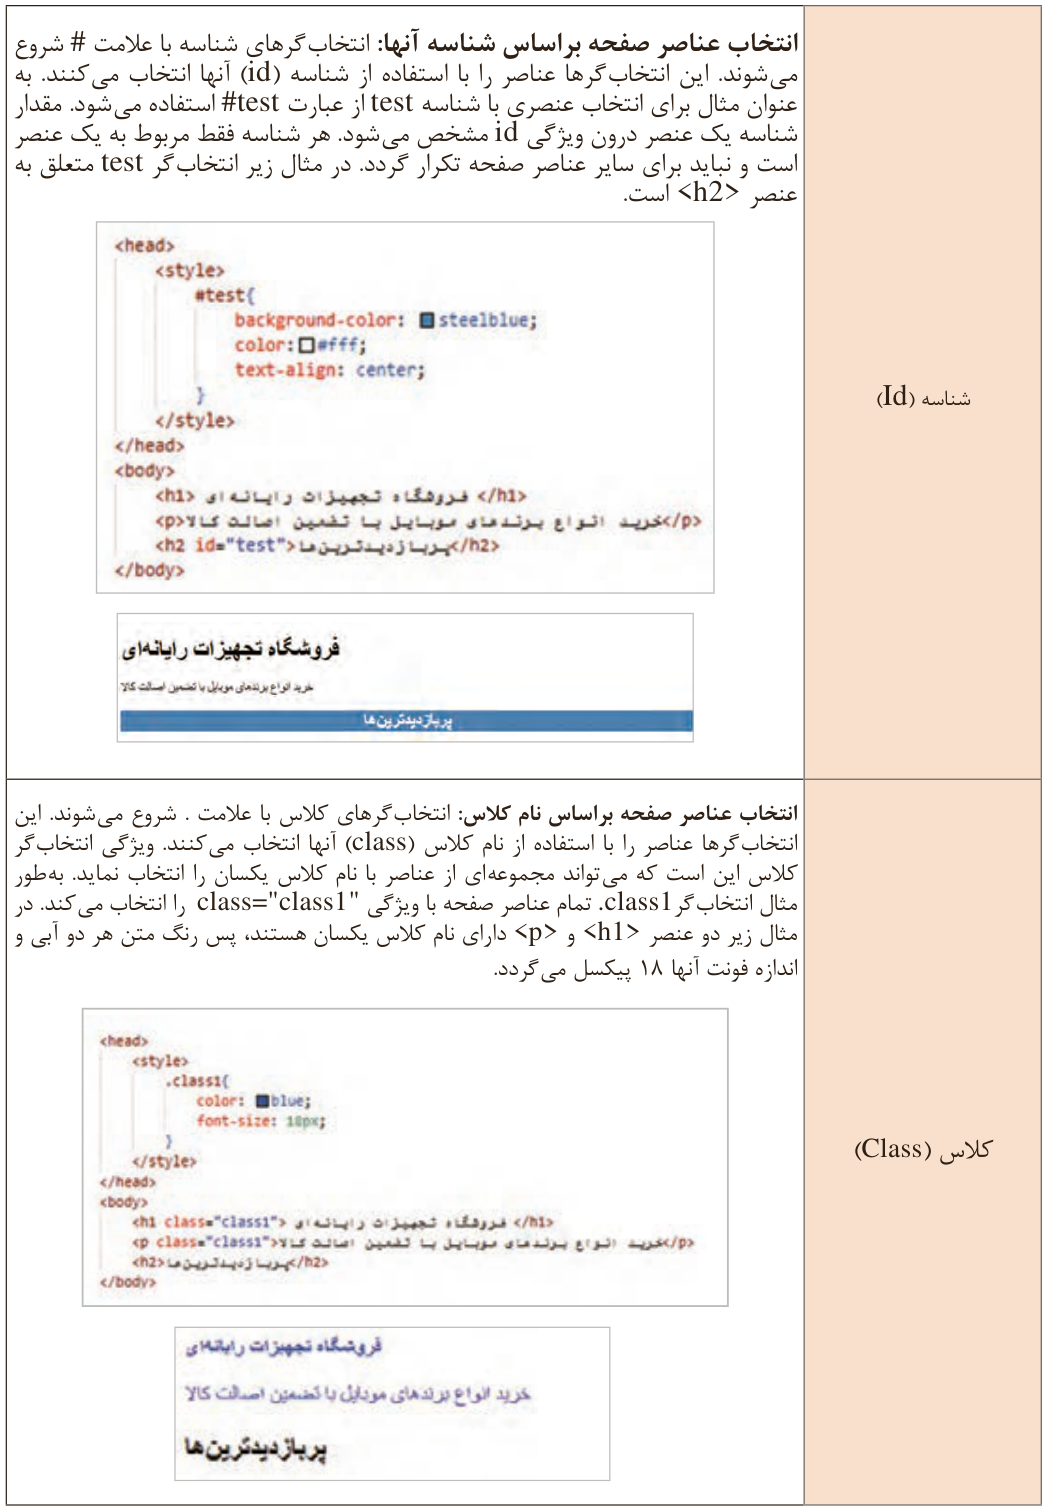 شناسه (Id)
انتخاب عناصر صفحه براساس شناسه آنها: انتخاب‌گرهای شناسه با علامت # شروع
می‌شوند. این انتخاب‌گرها عناصر را با استفاده از شناسه (id) آنها انتخاب می‌کنند. به
عنوان مثال برای انتخاب عنصری با شناسه test از عبارت test# استفاده می‌شود. مقدار
شناسه یک عنصر درون ویژگی id مشخص می‌شود. هر شناسه فقط مربوط به یک عنصر
است و نباید برای سایر عناصر صفحه تکرار گردد. در مثال زیر انتخاب‌گر test متعلق به
عنصر <h2> است.
<head>
<style>
#test{
background-color: steelblue;
color:#fff;
text-align: center;
}
</style>
</head>
<body>
<h1> فروشگاه تجهیزات رایانه‌ای </h1>
<p>خرید انواع برندهای موبایل با تضمین اصالت کالا</p>
<h2 id="test">پربازدیدترین‌ها</h2>
</body>
فروشگاه تجهیزات رایانه‌ای
خرید انواع برندهای موبایل با تضمین اصالت کالا
پربازدیدترین‌ها
کلاس (Class)
انتخاب عناصر صفحه براساس نام کلاس: انتخاب‌گرهای کلاس با علامت . شروع می‌شوند. این
انتخاب‌گرها عناصر را با استفاده از نام کلاس (class) آنها انتخاب می‌کنند. ویژگی انتخاب‌گر
کلاس این است که می‌تواند مجموعه‌ای از عناصر با نام کلاس یکسان را انتخاب نماید. به‌طور
مثال انتخاب‌گر class1. تمام عناصر صفحه با ویژگی "class="class1 را انتخاب می‌کند. در
مثال زیر دو عنصر <h1> و <p> دارای نام کلاس یکسان هستند، پس رنگ متن هر دو آبی و
اندازه فونت آنها ۱۸ پیکسل می‌گردد.
<head>
<style>
.class1{
color: blue;
font-size: 18px;
}
</style>
</head>
<body>
<h1 class="class1"> فروشگاه تجهیزات رایانه‌ای </h1>
<p class="class1">خرید انواع برندهای موبایل با تضمین اصالت کالا</p>
<h2>پربازدیدترین‌ها</h2>
</body>
فروشگاه تجهیزات رایانه‌ای
خرید انواع برندهای موبایل با تضمین اصالت کالا
پربازدیدترین‌ها